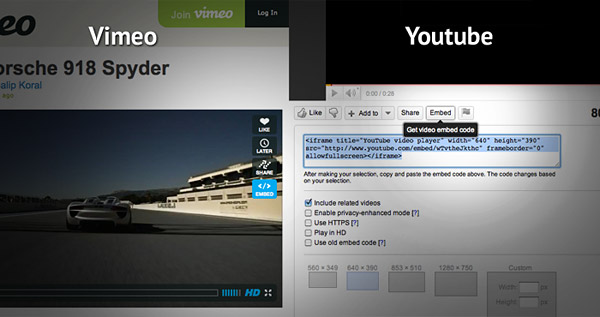 Vimeo
Join vimeo
Log In
eo
orsche 918 Spyder
alip Koral
ago
LIKE
LATER
SHARE
EMBED
HD
Youtube
0:00 / 0:28
Like
Add to
Share
Embed
Get video embed code
<iframe title="YouTube video player" width="640" height="390"
src="http://www.youtube.com/embed/wTvtheJkthc" frameborder="0"
allowfullscreen></iframe>
After making your selection, copy and paste the embed code above. The code changes based
on your selection.
Include related videos
Enable privacy-enhanced mode [?]
Use HTTPS [?]
Play in HD
Use old embed code [?]
560 × 349
640 × 390
853 × 510
1280 × 750
Custom
Width:
px
Height:
px